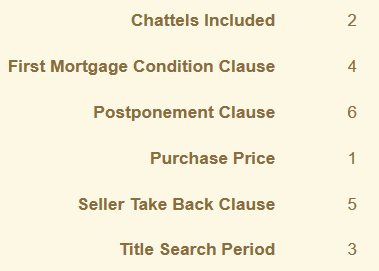 Chattels Included 2
First Mortgage Condition Clause 4
Postponement Clause 6
Purchase Price 1
Seller Take Back Clause 5
Title Search Period 3